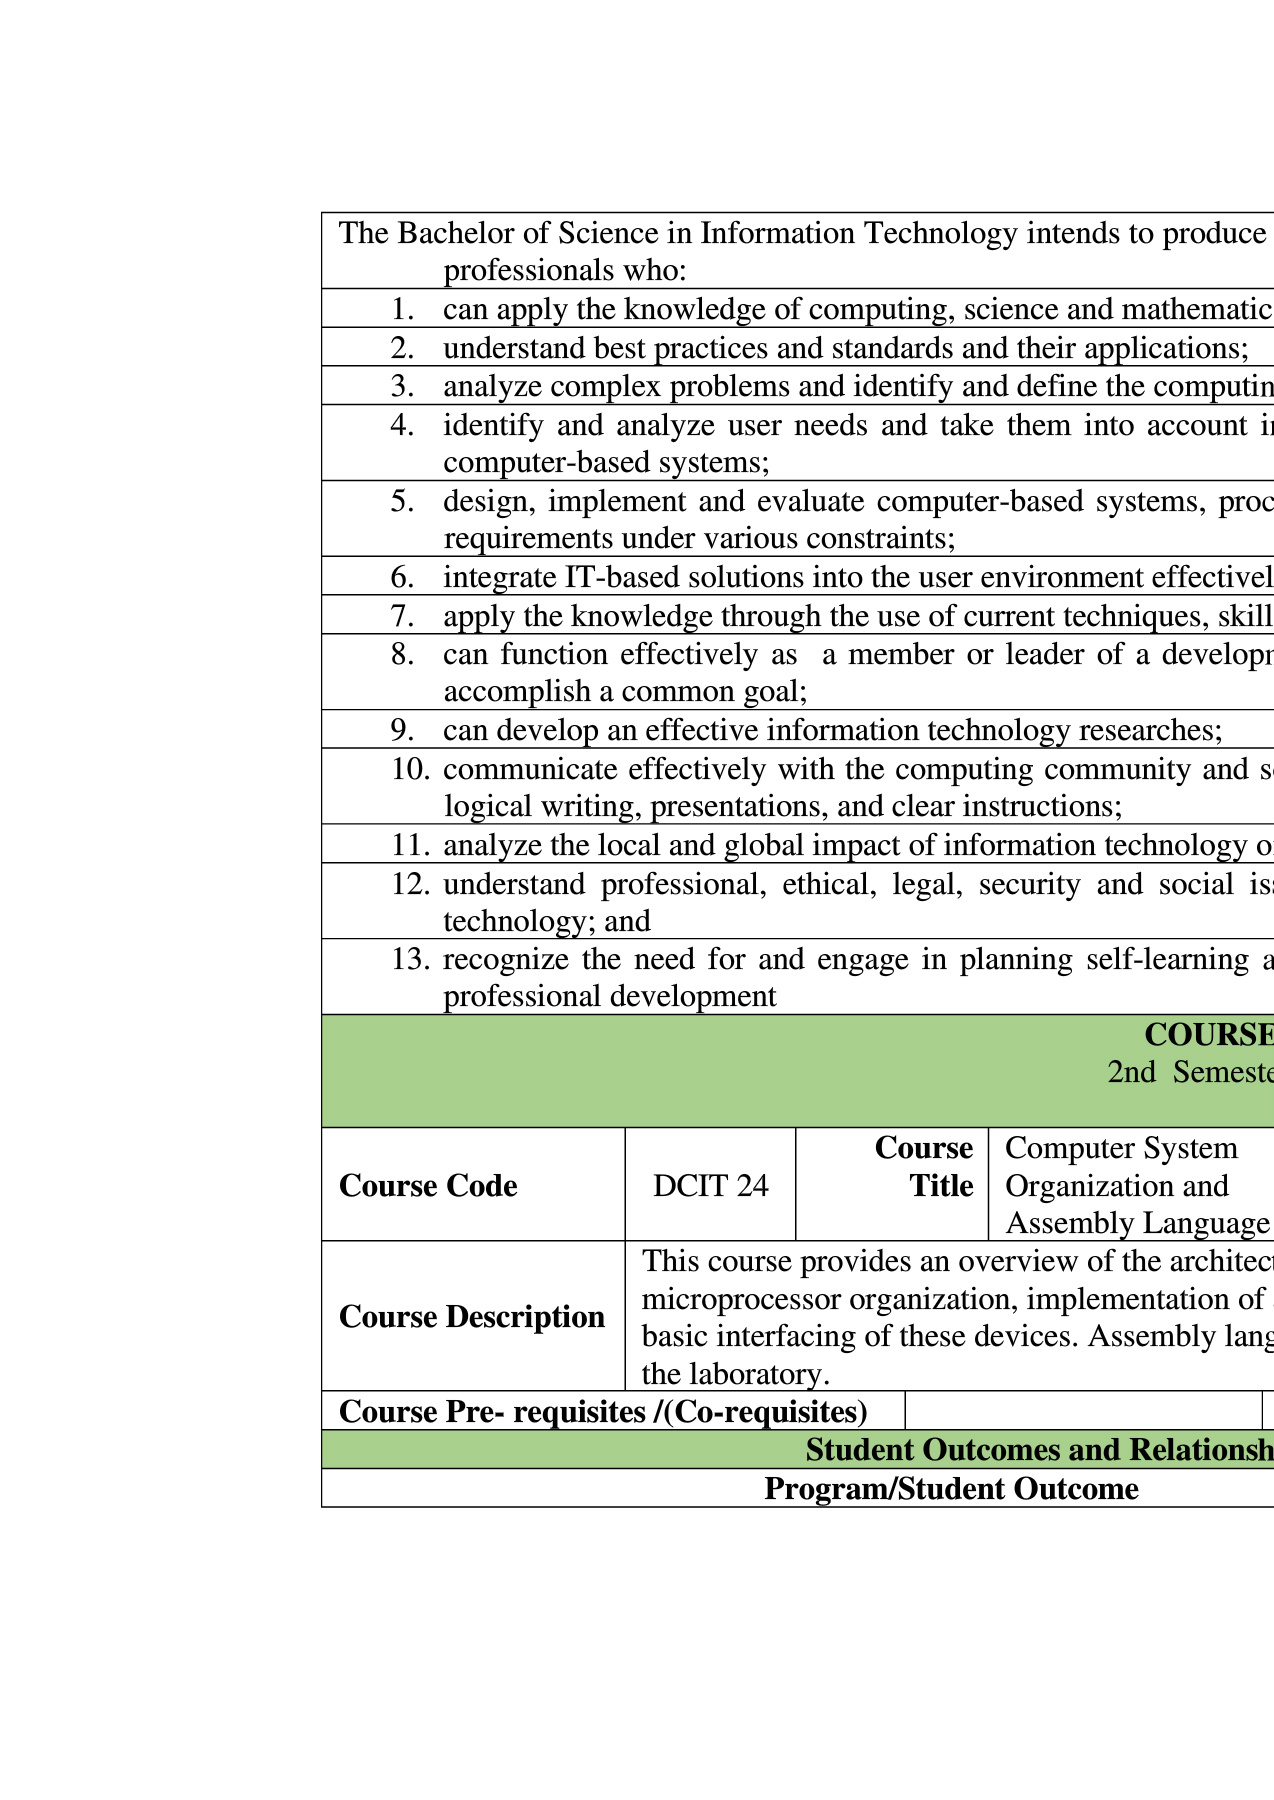 The Bachelor of Science in Information Technology intends to produce
professionals who:
1. can apply the knowledge of computing, science and mathematic
2. understand best practices and standards and their applications;
3. analyze complex problems and identify and define the computin
4. identify and analyze user needs and take them into account
computer-based systems;
5. design, implement and evaluate computer-based systems, proc
requirements under various constraints;
6. integrate IT-based solutions into the user environment effectivel
7. apply the knowledge through the use of current techniques, skill
8. can function effectively as a member or leader of a develop
accomplish a common goal;
9. can develop an effective information technology researches;
10. communicate effectively with the computing community and
logical writing, presentations, and clear instructions;
11. analyze the local and global impact of information technology
12. understand professional, ethical, legal, security and social is
technology; and
13. recognize the need for and engage in planning self-learning a
professional development
COURSE
2nd Semeste
Course Code DCIT 24 Course Title Computer System
Organization and
Assembly Language
Course Description This course provides an overview of the architect
microprocessor organization, implementation of
basic interfacing of these devices. Assembly lang
the laboratory.
Course Pre- requisites /(Co-requisites)
Student Outcomes and Relationsh
Program/Student Outcome